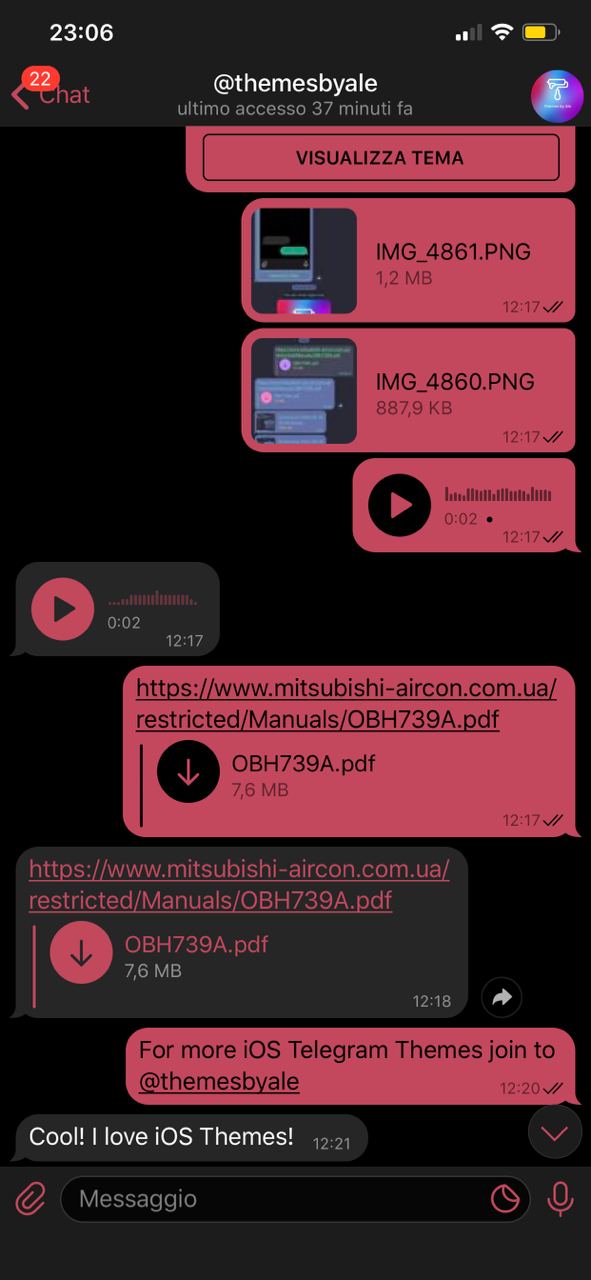 23:06
22
Chat
@themesbyale
ultimo accesso 37 minuti fa
VISUALIZZA TEMA
IMG_4861.PNG
1,2 MB
12:17
IMG_4860.PNG
887,9 KB
12:17
0:02
12:17
0:02
12:17
https://www.mitsubishi-aircon.com.ua/
restricted/Manuals/OBH739A.pdf
OBH739A.pdf
7,6 MB
12:17
https://www.mitsubishi-aircon.com.ua/
restricted/Manuals/OBH739A.pdf
OBH739A.pdf
7,6 MB
12:18
For more iOS Telegram Themes join to
@themesbyale
12:20
Cool! I love iOS Themes!
12:21
Messaggio